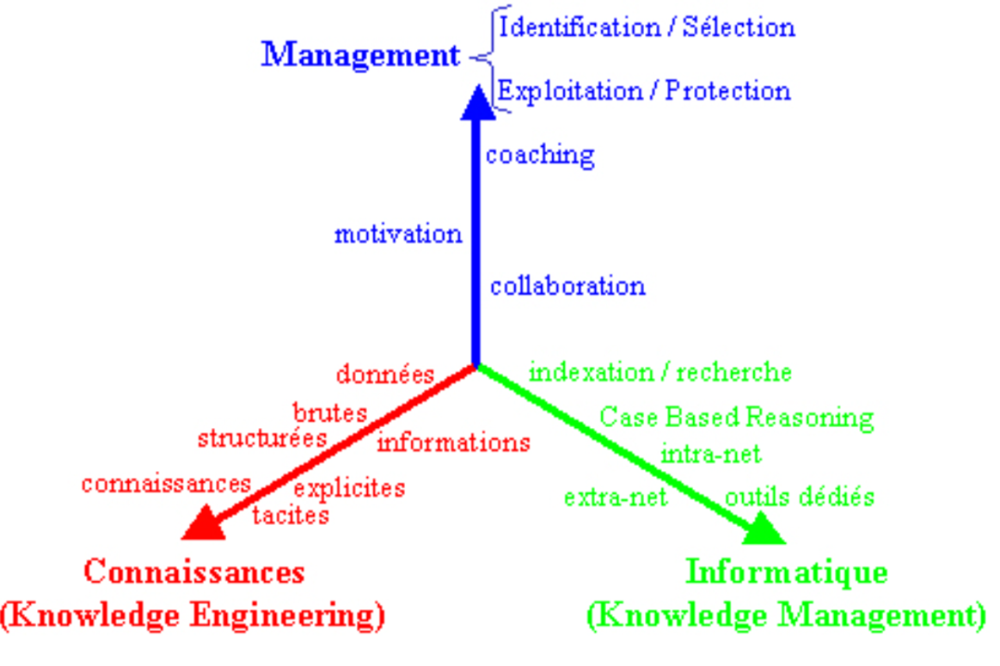 Identification / Sélection
Management
Exploitation / Protection
coaching
motivation
collaboration
données
indexation / recherche
brutes
Case Based Reasoning
structurées
informations
intra-net
connaissances
explicites
extra-net
outils dédiés
tacites
Connaissances
(Knowledge Engineering)
Informatique
(Knowledge Management)